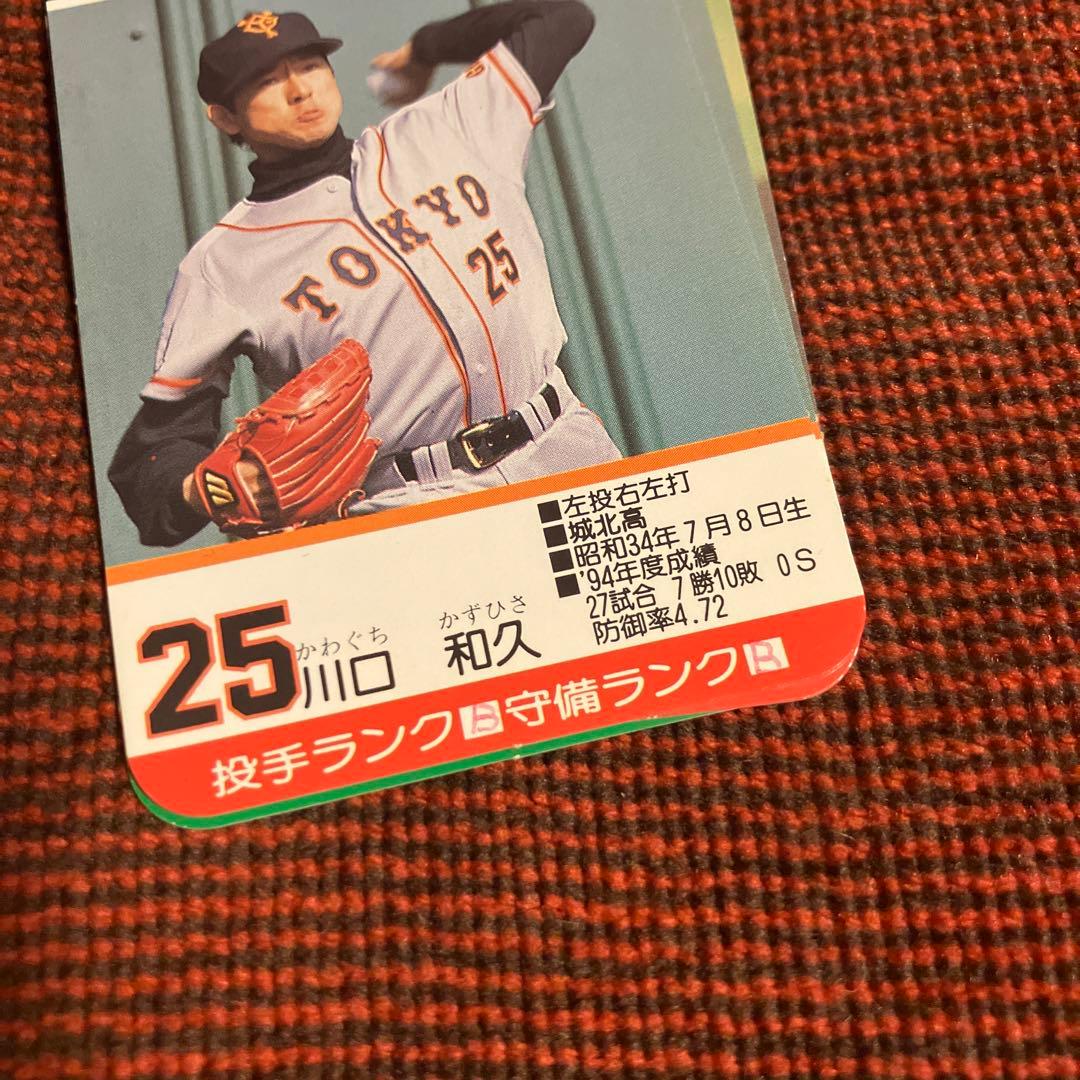 TOKYO
25
■左投右左打
■城北高
■昭和34年7月8日生
■'94年度成績
27試合 7勝10敗 0S
防御率4.72
かわぐち かずひさ
25川口 和久
投手ランクB守備ランクB